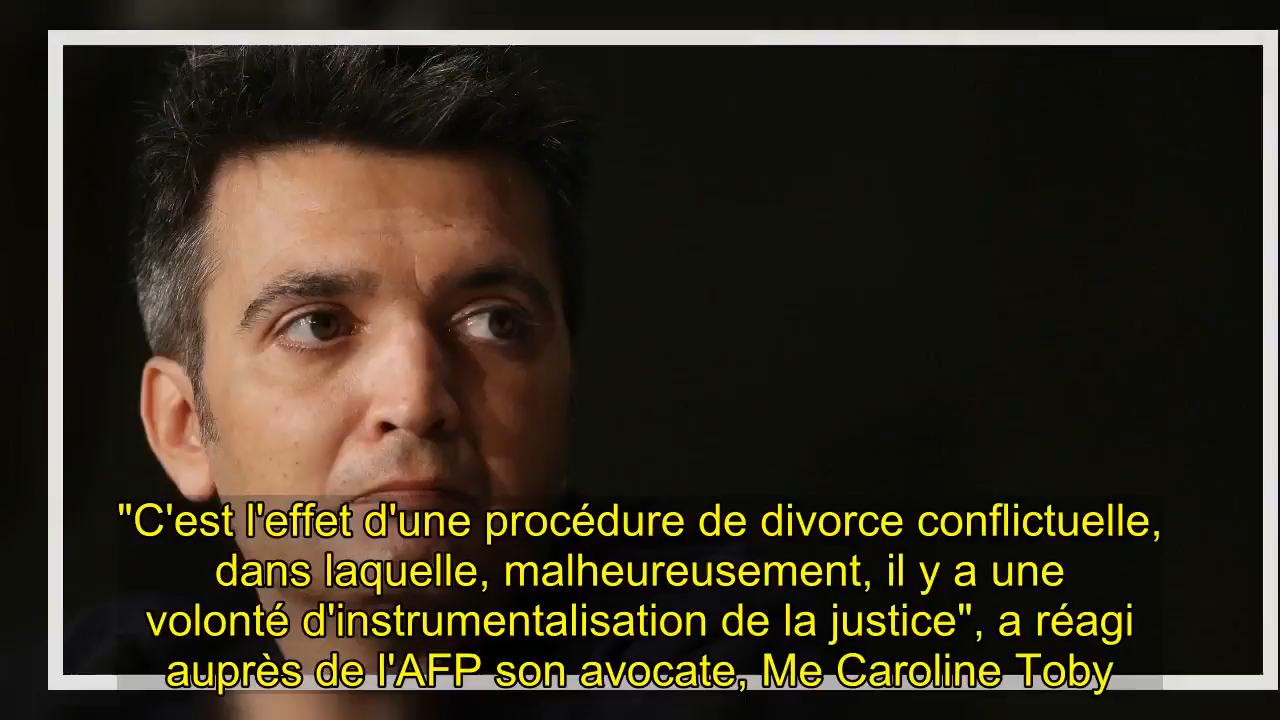 "C'est l'effet d'une procédure de divorce conflictuelle,
dans laquelle, malheureusement, il y a une
volonté d'instrumentalisation de la justice", a réagi
auprès de l'AFP son avocate, Me Caroline Toby